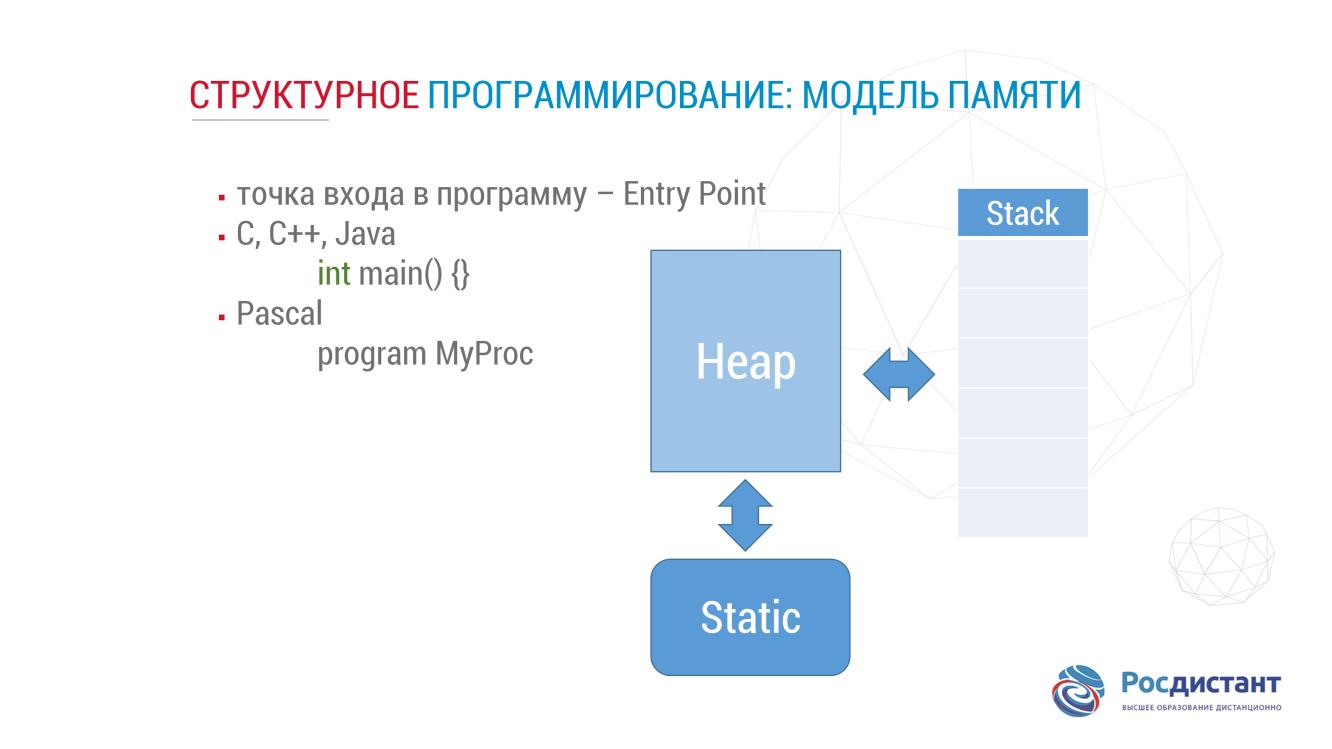 СТРУКТУРНОЕ ПРОГРАММИРОВАНИЕ: МОДЕЛЬ ПАМЯТИ
▪ точка входа в программу – Entry Point
▪ C, C++, Java
int main() {}
▪ Pascal
program MyProc
Heap
Stack
Static
Росдистант
ВЫСШЕЕ ОБРАЗОВАНИЕ ДИСТАНЦИОННО